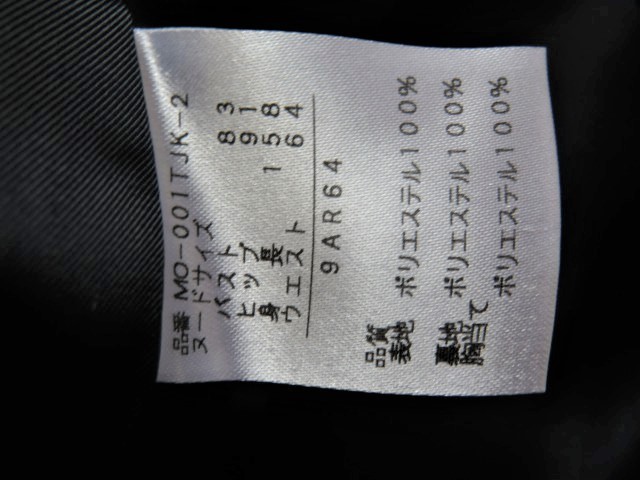 品番 MO-001TJK-2
ヌードサイズ
バスト 83
ヒップ 91
身長 158
ウエスト 64
9AR64
品質
表地 ポリエステル100%
裏地 ポリエステル100%
胸当て ポリエステル100%